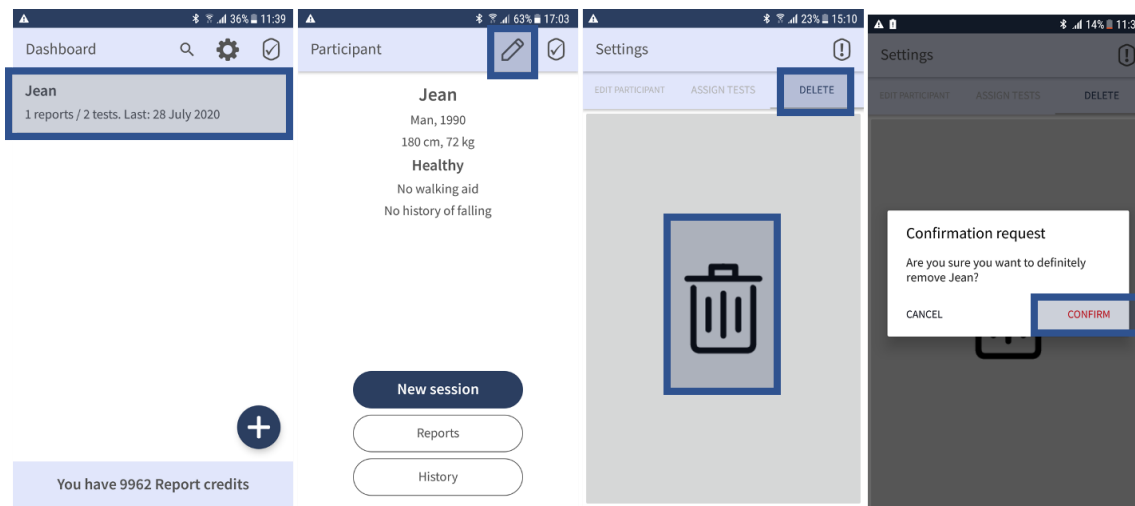 36% 11:39
Dashboard
Jean
1 reports / 2 tests. Last: 28 July 2020
You have 9962 Report credits
63% 17:03
Participant
Jean
Man, 1990
180 cm, 72 kg
Healthy
No walking aid
No history of falling
New session
Reports
History
23% 15:10
Settings
EDIT PARTICIPANT ASSIGN TESTS DELETE
14% 11:3
Settings
EDIT PARTICIPANT ASSIGN TESTS DELETE
Confirmation request
Are you sure you want to definitely
remove Jean?
CANCEL CONFIRM